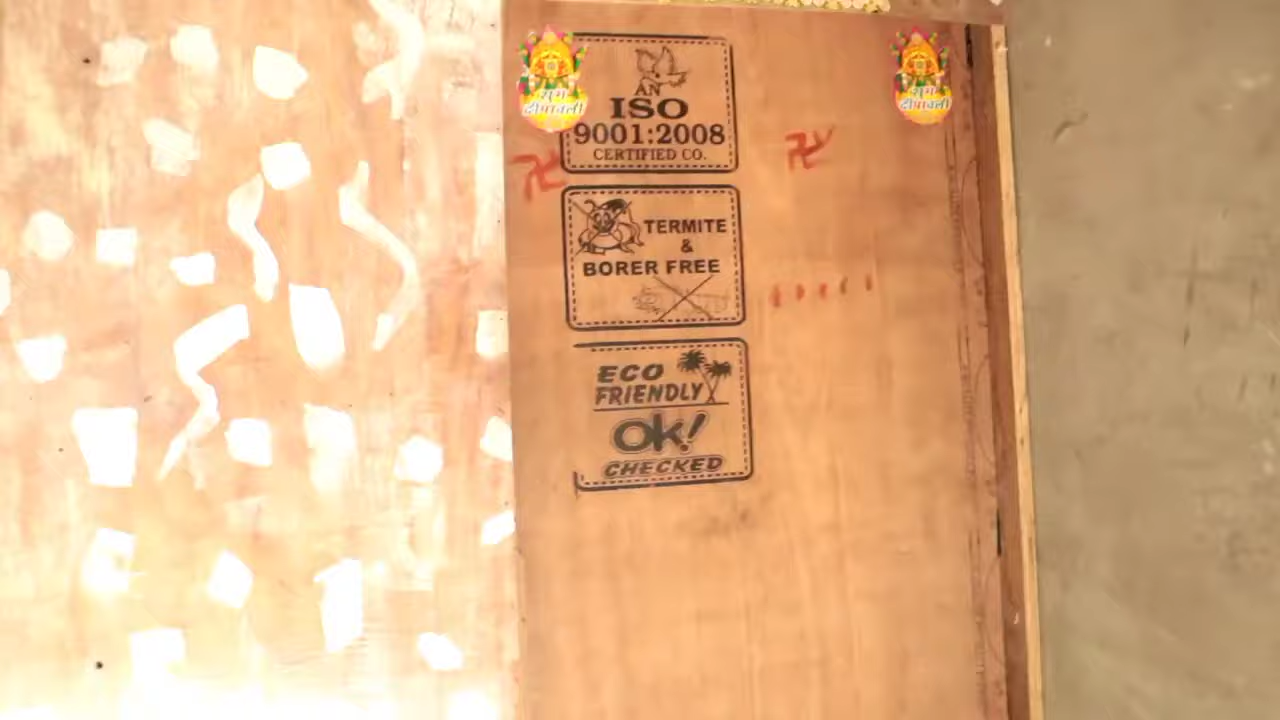 शुभ
दीपावली
शुभ
दीपावली
AN
ISO
9001:2008
CERTIFIED CO.
TERMITE
&
BORER FREE
ECO
FRIENDLY
Ok!
CHECKED